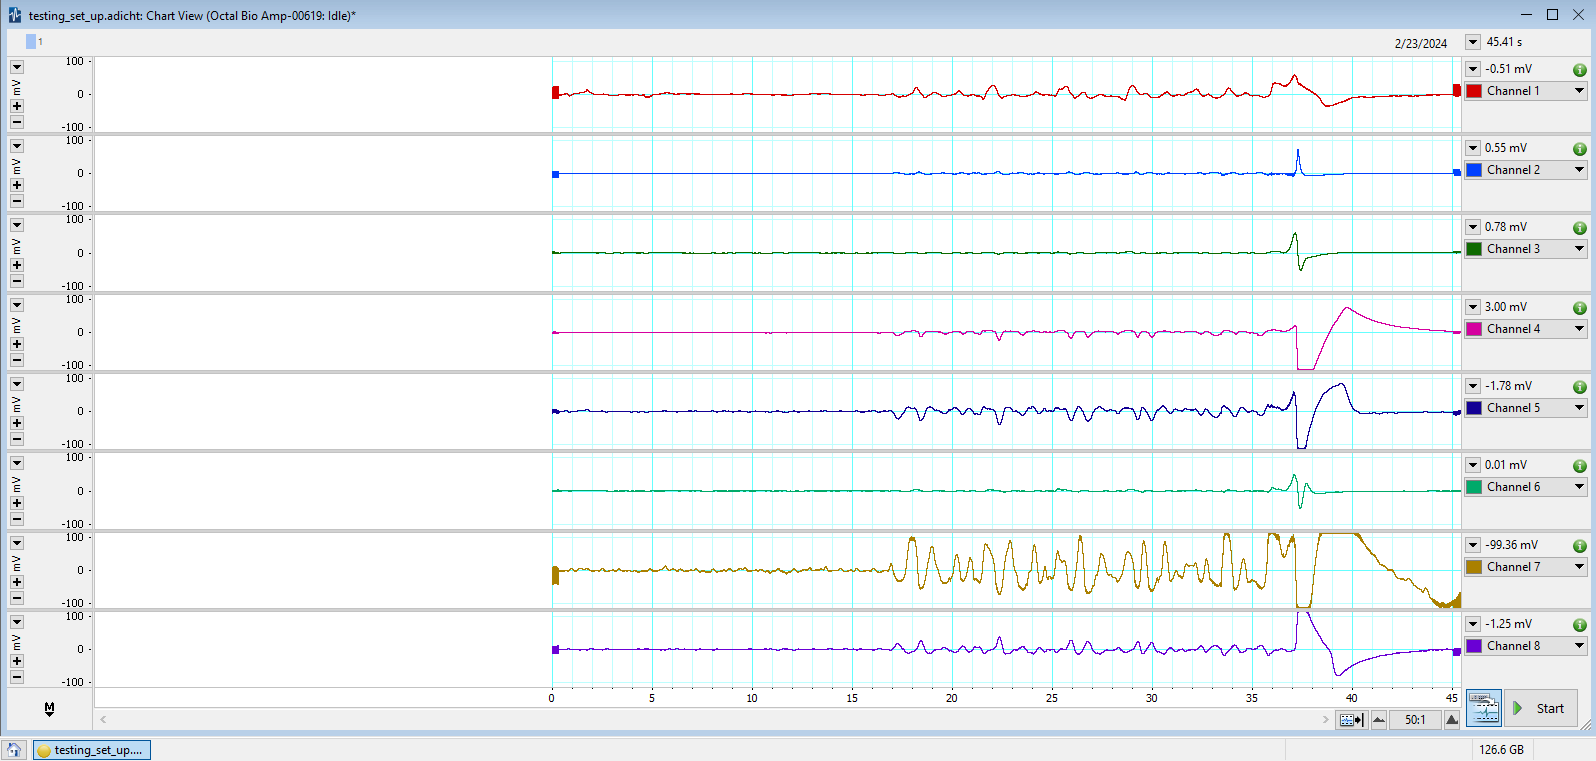 testing_set_up.adicht: Chart View (Octal Bio Amp-00619: Idle)*
1
2/23/2024
45.41 s
100
mV
0
-100
-0.51 mV
Channel 1
100
mV
0
-100
0.55 mV
Channel 2
100
mV
0
-100
0.78 mV
Channel 3
100
mV
0
-100
3.00 mV
Channel 4
100
mV
0
-100
-1.78 mV
Channel 5
100
mV
0
-100
0.01 mV
Channel 6
100
mV
0
-100
-99.36 mV
Channel 7
100
mV
0
-100
-1.25 mV
Channel 8
0 5 10 15 20 25 30 35 40 45
M
50:1
Start
testing_set_up....
126.6 GB